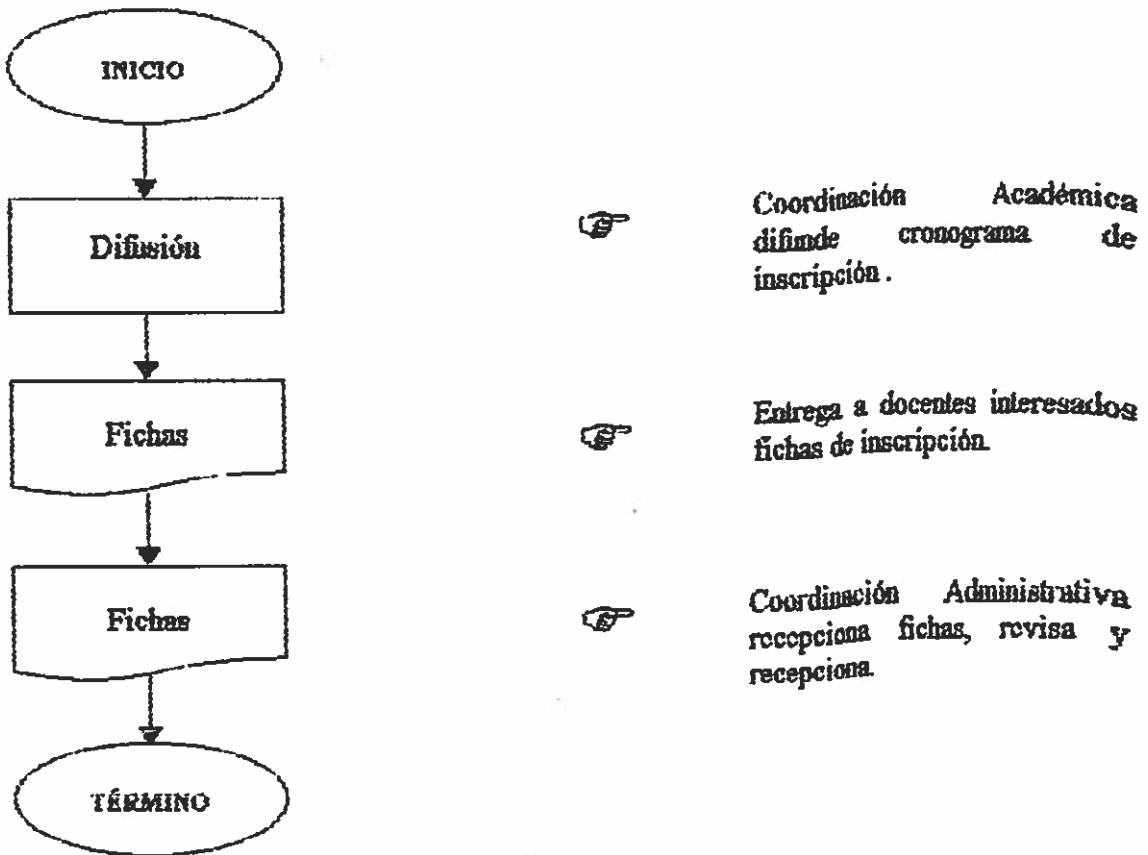 INICIO
Difusión
Coordinación Académica
difunde cronograma de
inscripción.
Fichas
Entrega a docentes interesados
fichas de inscripción.
Fichas
Coordinación Administrativa
recepciona fichas, revisa y
recepciona.
TÉRMINO